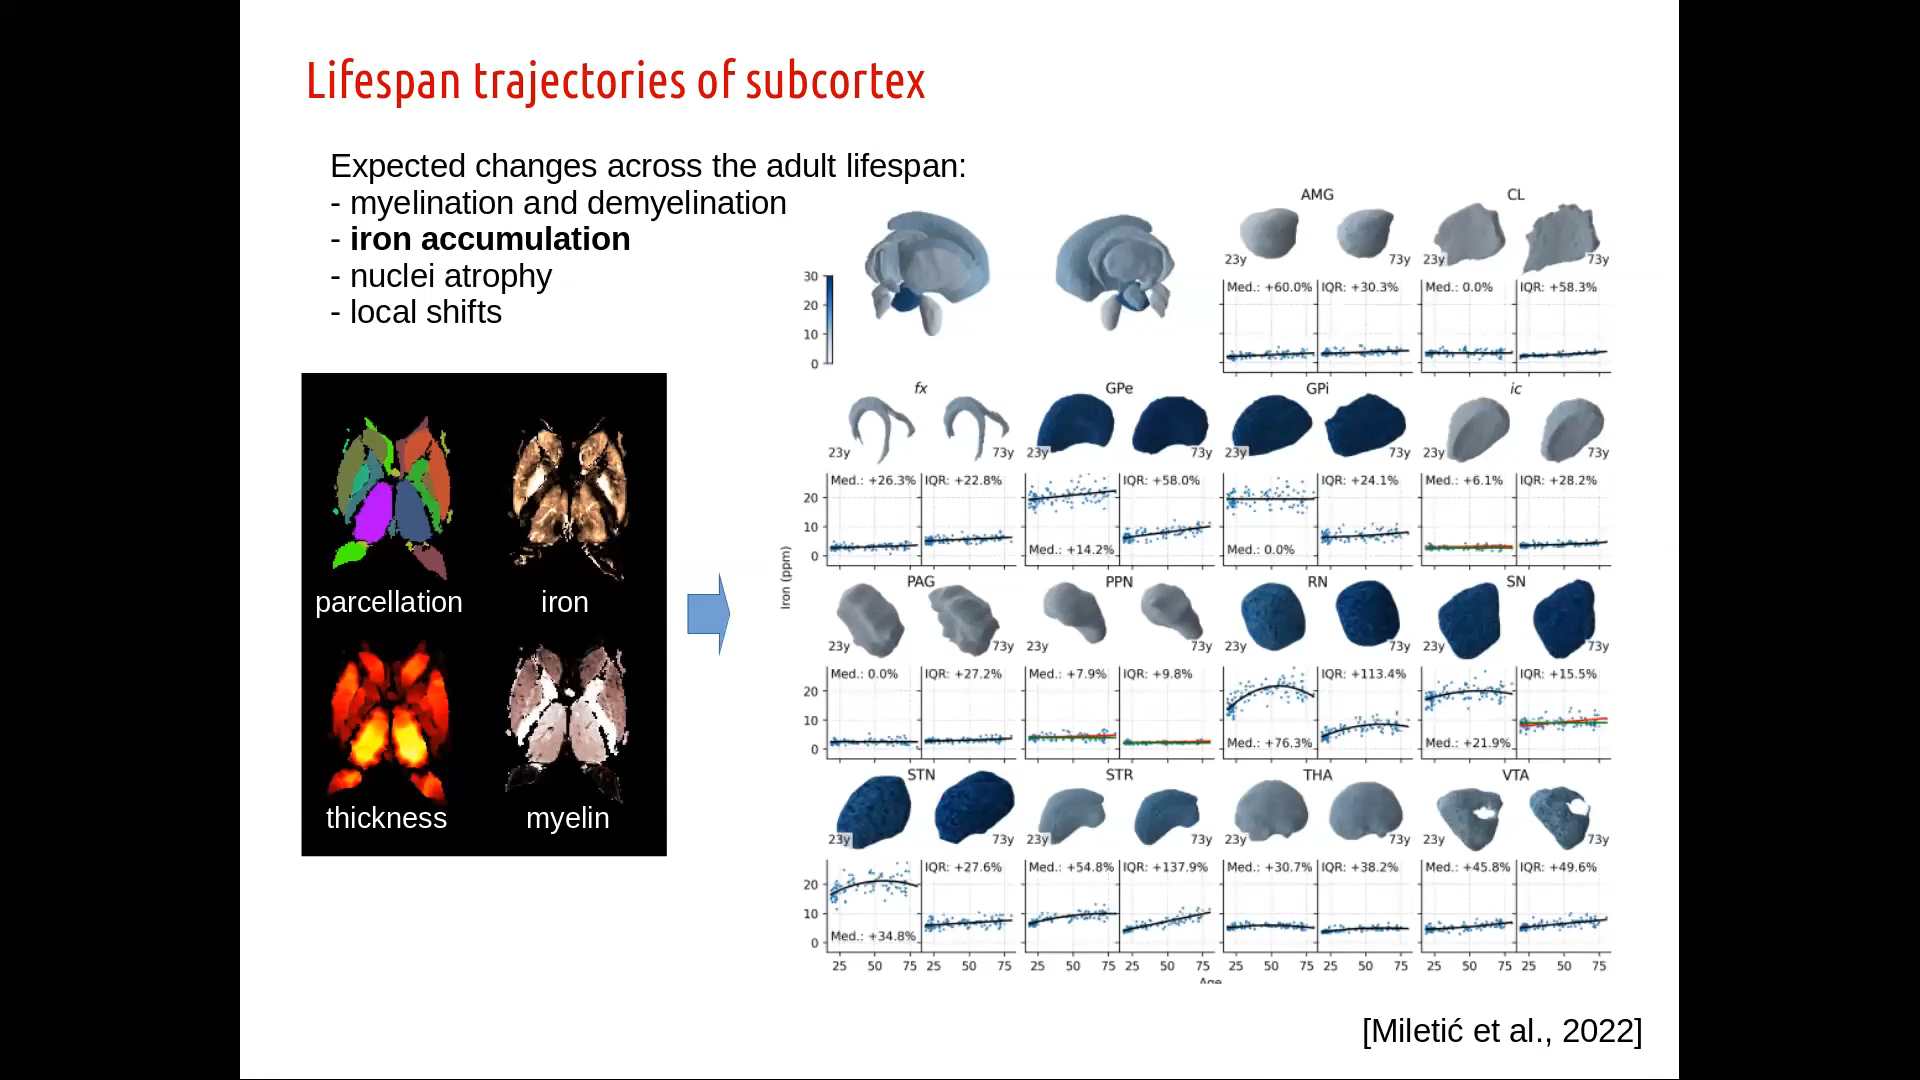 Lifespan trajectories of subcortex
Expected changes across the adult lifespan:
- myelination and demyelination
- iron accumulation
- nuclei atrophy
- local shifts
parcellation
iron
thickness
myelin
30
20
10
0
AMG
23y
73y
Med.: +60.0%
IQR: +30.3%
CL
23y
73y
Med.: 0.0%
IQR: +58.3%
fx
23y
73y
Med.: +26.3%
IQR: +22.8%
GPe
23y
73y
Med.: +14.2%
IQR: +58.0%
GPi
23y
73y
Med.: 0.0%
IQR: +24.1%
ic
23y
73y
Med.: +6.1%
IQR: +28.2%
20
10
0
Iron (ppm)
PAG
23y
73y
Med.: 0.0%
IQR: +27.2%
PPN
23y
73y
Med.: +7.9%
IQR: +9.8%
RN
23y
73y
Med.: +76.3%
IQR: +113.4%
SN
23y
73y
Med.: +21.9%
IQR: +15.5%
20
10
0
STN
23y
73y
Med.: +34.8%
IQR: +27.6%
STR
23y
73y
Med.: +54.8%
IQR: +137.9%
THA
23y
73y
Med.: +30.7%
IQR: +38.2%
VTA
23y
73y
Med.: +45.8%
IQR: +49.6%
20
10
0
25 50 75 25 50 75 25 50 75 25 50 75 25 50 75 25 50 75 25 50 75 25 50 75
Age
[Miletić et al., 2022]